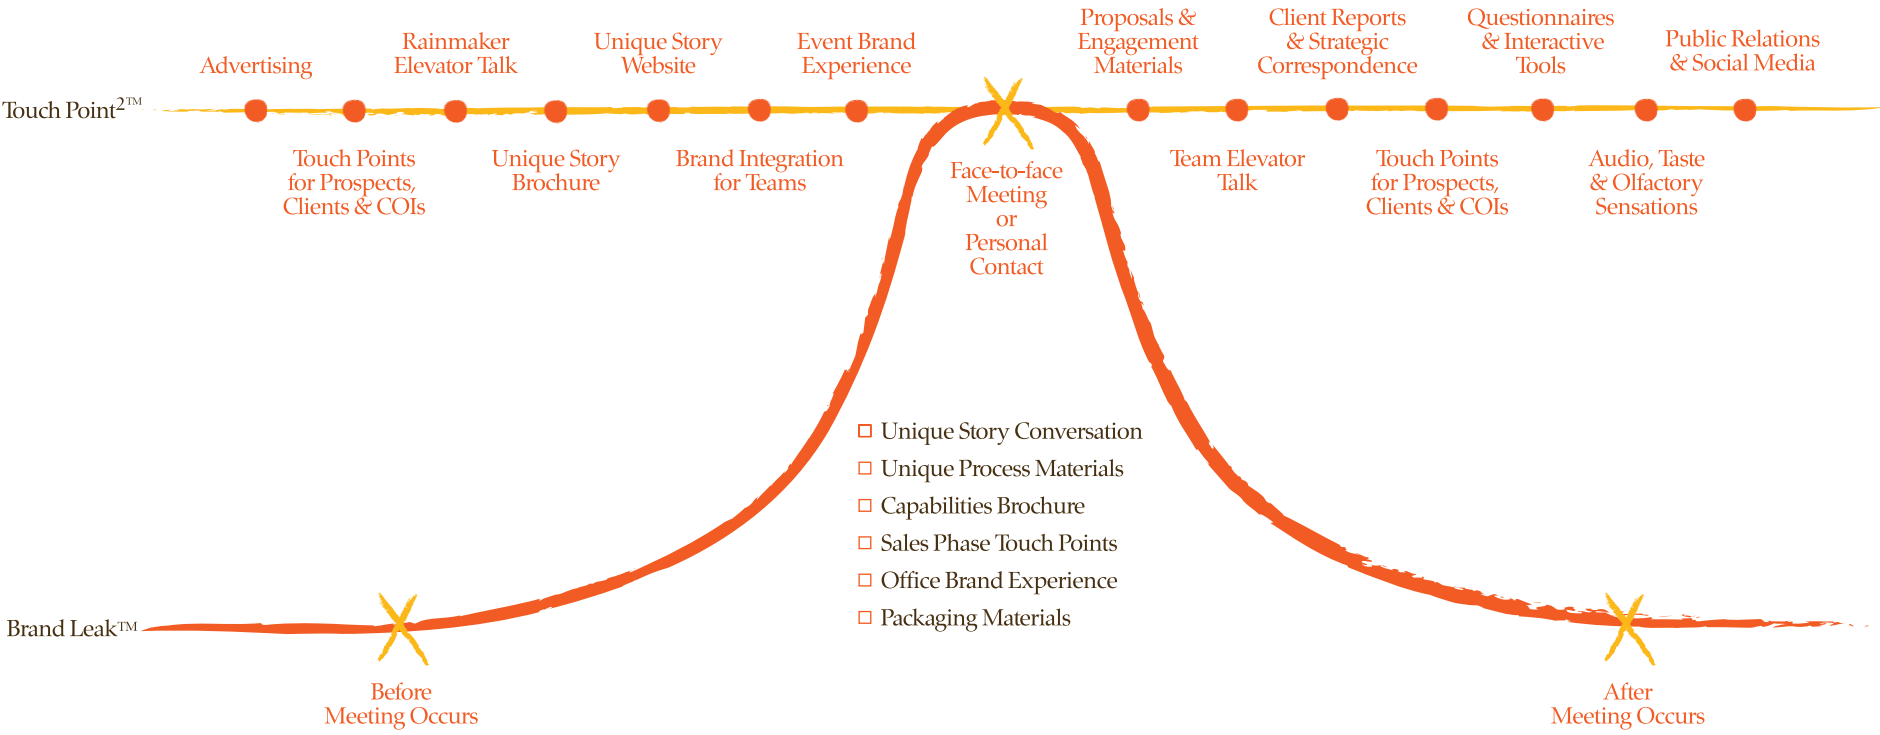 Advertising
Rainmaker
Elevator Talk
Unique Story
Website
Event Brand
Experience
Proposals &
Engagement
Materials
Client Reports
& Strategic
Correspondence
Questionnaires
& Interactive
Tools
Public Relations
& Social Media
Touch Point2™
Touch Points
for Prospects,
Clients & COIs
Unique Story
Brochure
Brand Integration
for Teams
Face-to-face
Meeting
or
Personal
Contact
Team Elevator
Talk
Touch Points
for Prospects,
Clients & COIs
Audio, Taste
& Olfactory
Sensations
Unique Story Conversation
Unique Process Materials
Capabilities Brochure
Sales Phase Touch Points
Office Brand Experience
Packaging Materials
Brand Leak™
Before
Meeting Occurs
After
Meeting Occurs